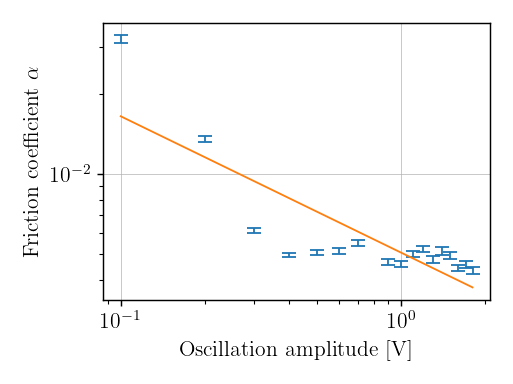 Friction coefficient α
10⁻²
10⁻¹
10⁰
Oscillation amplitude [V]